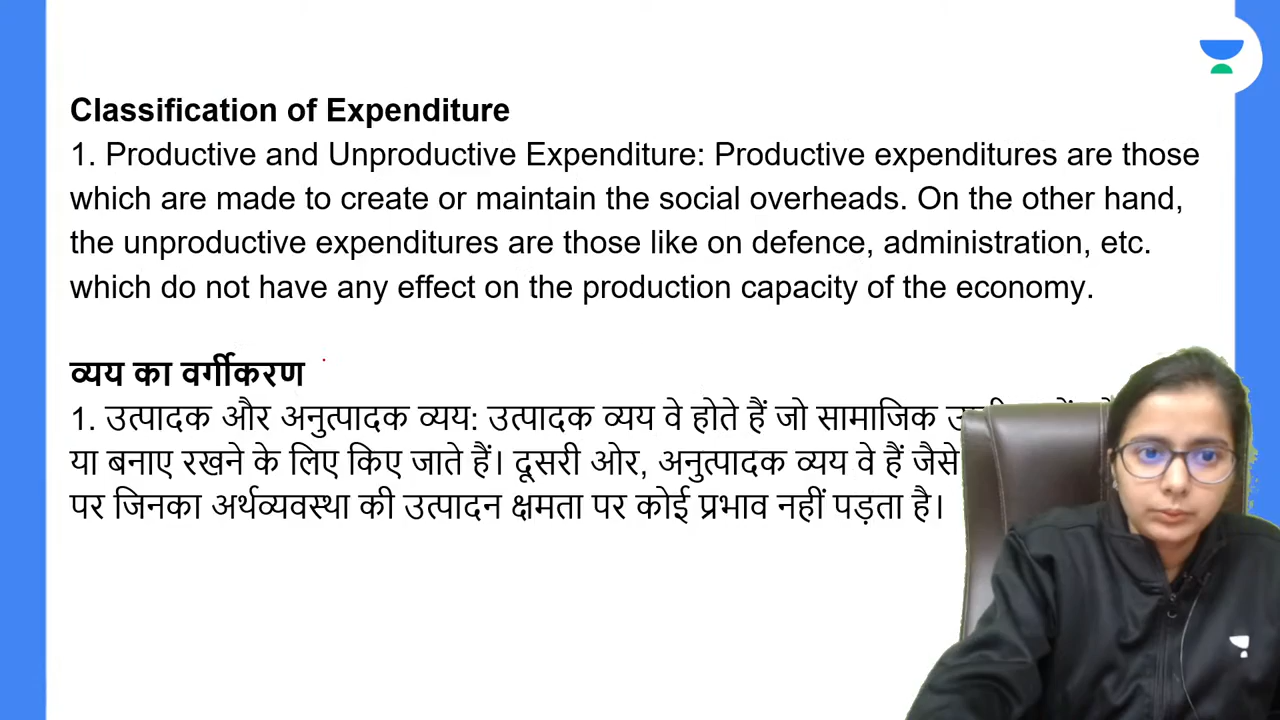 Classification of Expenditure
1. Productive and Unproductive Expenditure: Productive expenditures are those
which are made to create or maintain the social overheads. On the other hand,
the unproductive expenditures are those like on defence, administration, etc.
which do not have any effect on the production capacity of the economy.
व्यय का वर्गीकरण
1. उत्पादक और अनुत्पादक व्यय: उत्पादक व्यय वे होते हैं जो सामाजिक
या बनाए रखने के लिए किए जाते हैं। दूसरी ओर, अनुत्पादक व्यय वे हैं जैसे
पर जिनका अर्थव्यवस्था की उत्पादन क्षमता पर कोई प्रभाव नहीं पड़ता है।